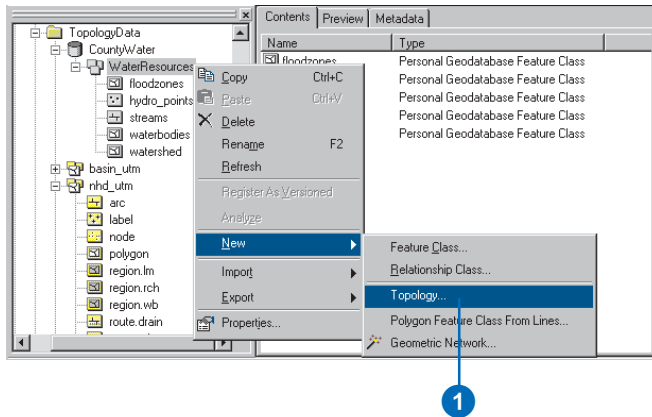 Contents Preview Metadata
Name Type
TopologyData
CountyWater
WaterResources
floodzones
hydro_points
streams
waterbodies
watershed
basin_utm
nhd_utm
arc
label
node
polygon
region.lm
region.rch
region.wb
route.drain
floodzones Personal Geodatabase Feature Class
Personal Geodatabase Feature Class
Personal Geodatabase Feature Class
Personal Geodatabase Feature Class
Personal Geodatabase Feature Class
Copy Ctrl+C
Paste Ctrl+V
Delete
Rename F2
Refresh
Register As Versioned
Analyze
New
Import
Export
Properties...
Feature Class...
Relationship Class...
Topology...
Polygon Feature Class From Lines...
Geometric Network...
1